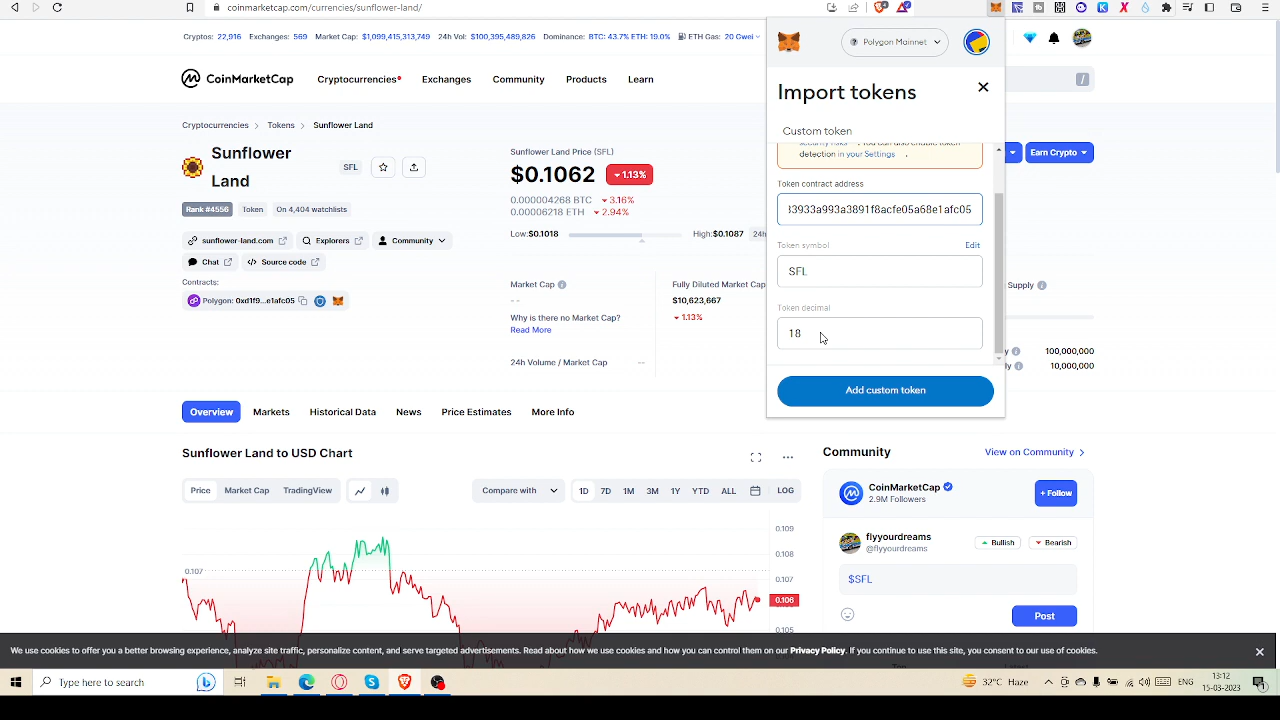 coinmarketcap.com/currencies/sunflower-land/
Cryptos: 22,916 Exchanges: 569 Market Cap: $1,099,415,313,749 24h Vol: $100,395,489,826 Dominance: BTC: 43.7% ETH: 19.0% ETH Gas: 20 Gwei
CoinMarketCap Cryptocurrencies Exchanges Community Products Learn /
Cryptocurrencies > Tokens > Sunflower Land
Sunflower
Land
SFL
Rank #4556 Token On 4,404 watchlists
sunflower-land.com Explorers Community
Chat Source code
Contracts:
Polygon: 0xd1f9...e1afc05
Sunflower Land Price (SFL)
$0.1062 1.13%
0.000004268 BTC 3.16%
0.00006218 ETH 2.94%
Low:$0.1018 High:$0.1087 24h
Market Cap
- -
Why is there no Market Cap?
Read More
24h Volume / Market Cap --
Fully Diluted Market Cap
$10,623,667
1.13%
Earn Crypto
Supply
100,000,000
10,000,000
Polygon Mainnet
Import tokens
Custom token
detection in your Settings .
Token contract address
33933a993a3891f8acfe05a68e1afc05
Token symbol Edit
SFL
Token decimal
18
Add custom token
Overview Markets Historical Data News Price Estimates More Info
Sunflower Land to USD Chart
Price Market Cap TradingView Compare with 1D 7D 1M 3M 1Y YTD ALL LOG
0.109
0.108
0.107
0.107
0.106
0.105
Community View on Community >
CoinMarketCap
2.9M Followers
+ Follow
flyyourdreams
@flyyourdreams
Bullish Bearish
$SFL
Post
We use cookies to offer you a better browsing experience, analyze site traffic, personalize content, and serve targeted advertisements. Read about how we use cookies and how you can control them on our Privacy Policy. If you continue to use this site, you consent to our use of cookies.
Type here to search
32°C Haze
ENG
13:12
15-03-2023